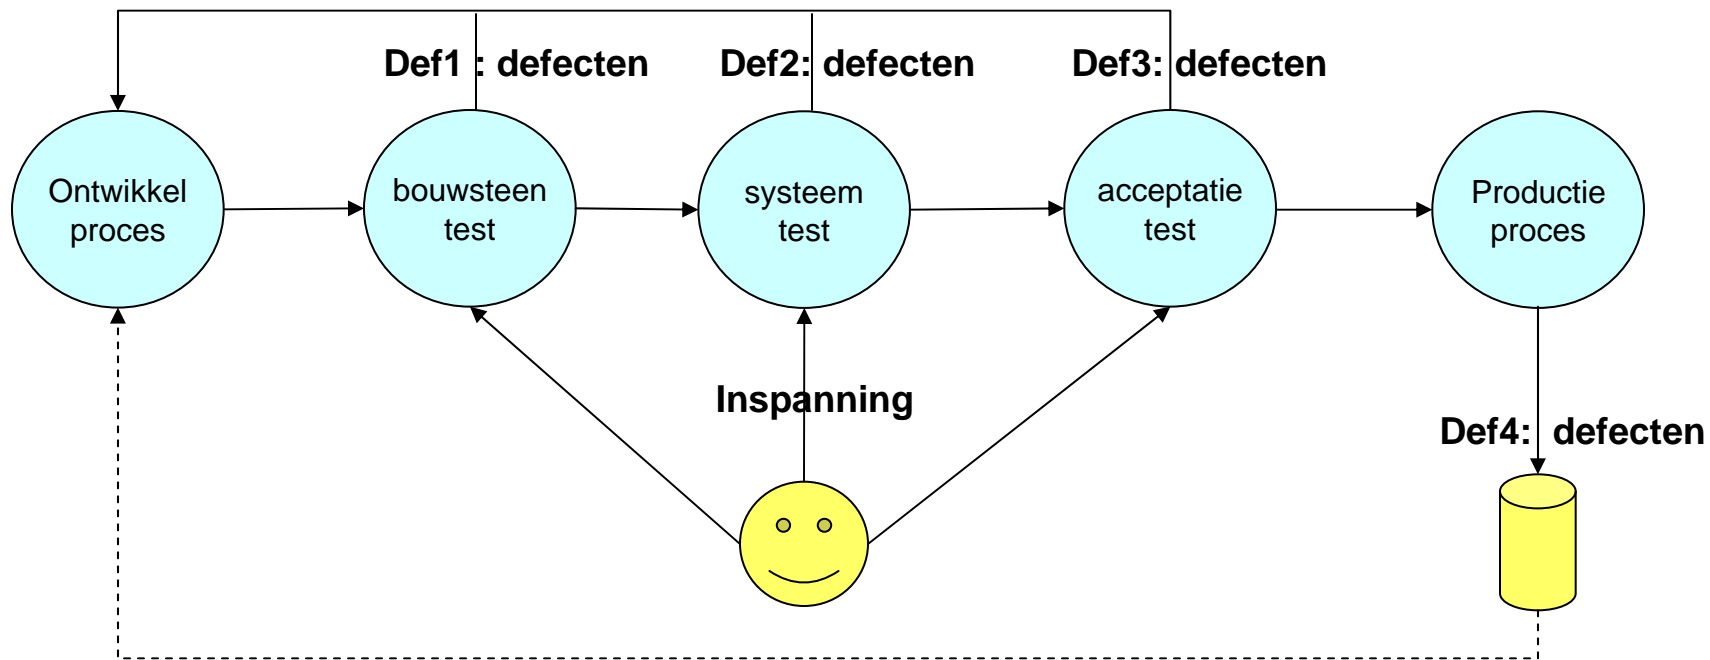 Def1 : defecten
Def2: defecten
Def3: defecten
Ontwikkel
proces
bouwsteen
test
systeem
test
acceptatie
test
Productie
proces
Inspanning
Def4:  defecten